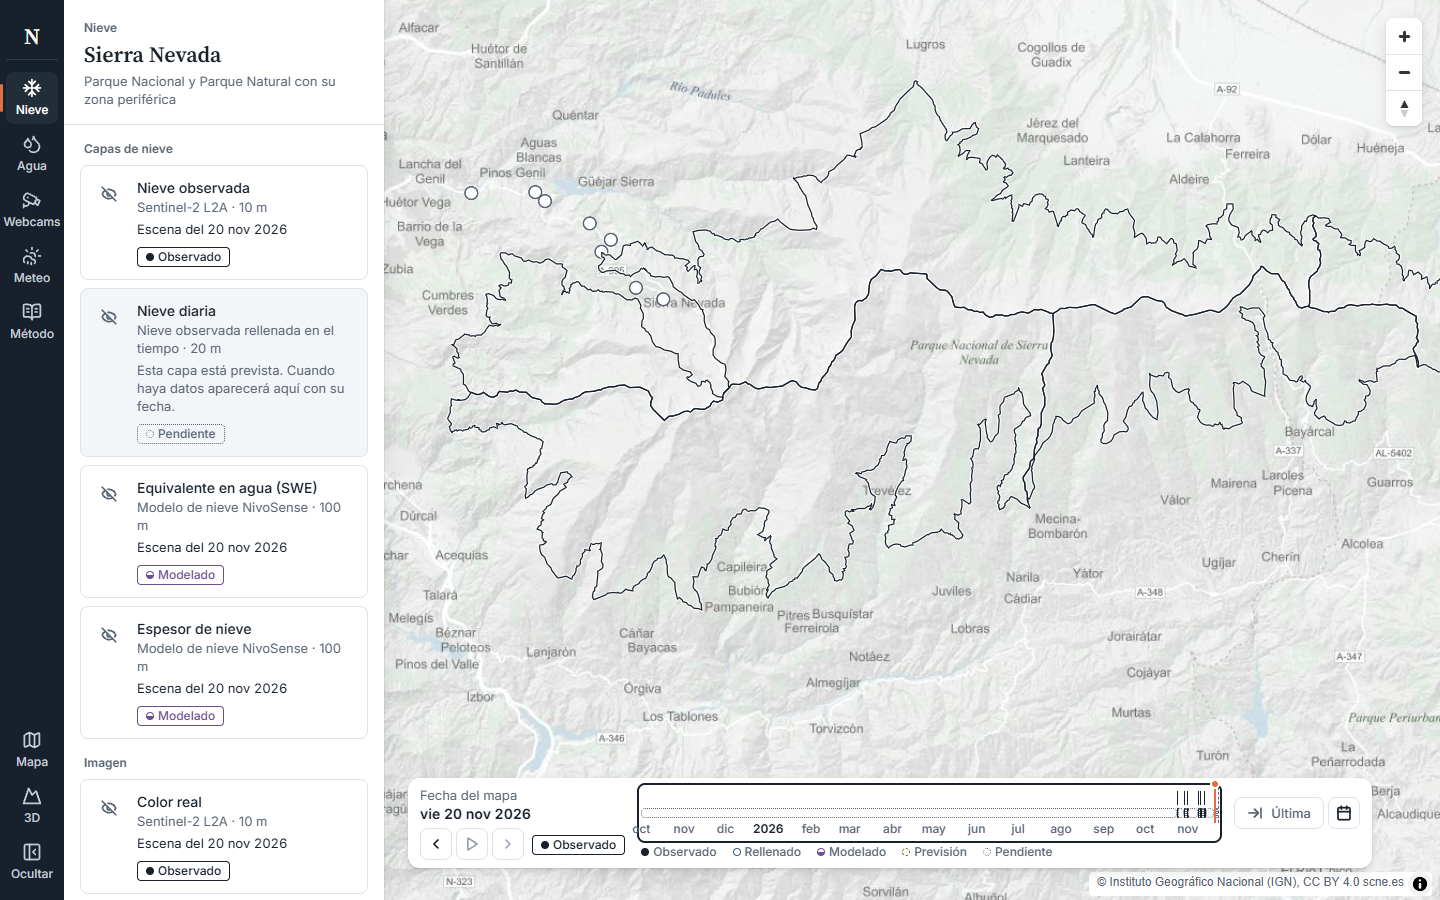 N
Nieve
Agua
Webcams
Meteo
Método
Mapa
3D
Ocultar
Nieve
Sierra Nevada
Parque Nacional y Parque Natural con su
zona periférica
Capas de nieve
Nieve observada
Sentinel-2 L2A · 10 m
Escena del 20 nov 2026
Observado
Nieve diaria
Nieve observada rellenada en el
tiempo · 20 m
Esta capa está prevista. Cuando
haya datos aparecerá aquí con su
fecha.
Pendiente
Equivalente en agua (SWE)
Modelo de nieve NivoSense · 100
m
Escena del 20 nov 2026
Modelado
Espesor de nieve
Modelo de nieve NivoSense · 100
m
Escena del 20 nov 2026
Modelado
Imagen
Color real
Sentinel-2 L2A · 10 m
Escena del 20 nov 2026
Observado
Alfacar
Huétor de
Santillán
Lugros
Cogollos de
Guadix
Río Padules
A-92
Quéntar
Jérez del
Marquesado
La Calahorra
Dólar
Huéneja
Aguas
Blancas
Lancha del
Genil
Pinos Genil
Güéjar Sierra
Lanteira
Ferreira
Aldeire
Huétor Vega
Barrio de la
Vega
Zubia
Cumbres
Verdes
Sierra Nevada
Parque Nacional de Sierra
Nevada
Bayárcal
A-337
AL-5402
Laroles
Picena
Mairena
Guarros
Válor
Trevélez
Mecina-
Bombarón
Dúrcal
Acequias
Alcolea
Cherín
Ugíjar
Yátor
Narila
Cádiar
A-348
Capileira
Bubión
Pampaneira
Pitres
Ferreirola
Busquístar
Juviles
Lobras
Talará
Melegís
Béznar
Peloteos
Pinos del Valle
Cáñar
Bayacas
Lanjarón
Notáez
Almegíjar
Jorairátar
Cojáyar
A-347
Izbor
Órgiva
Los Tablones
Torvizcón
Murtas
Turón
A-346
Parque Periurban
La
Peñarrodada
Berja
Alcaudique
N-323
Sorvilán
Albuñol
Fecha del mapa
vie 20 nov 2026
Observado
oct nov dic 2026 feb mar abr may jun jul ago sep oct nov
Observado Rellenado Modelado Previsión Pendiente
Última
© Instituto Geográfico Nacional (IGN), CC BY 4.0 scne.es